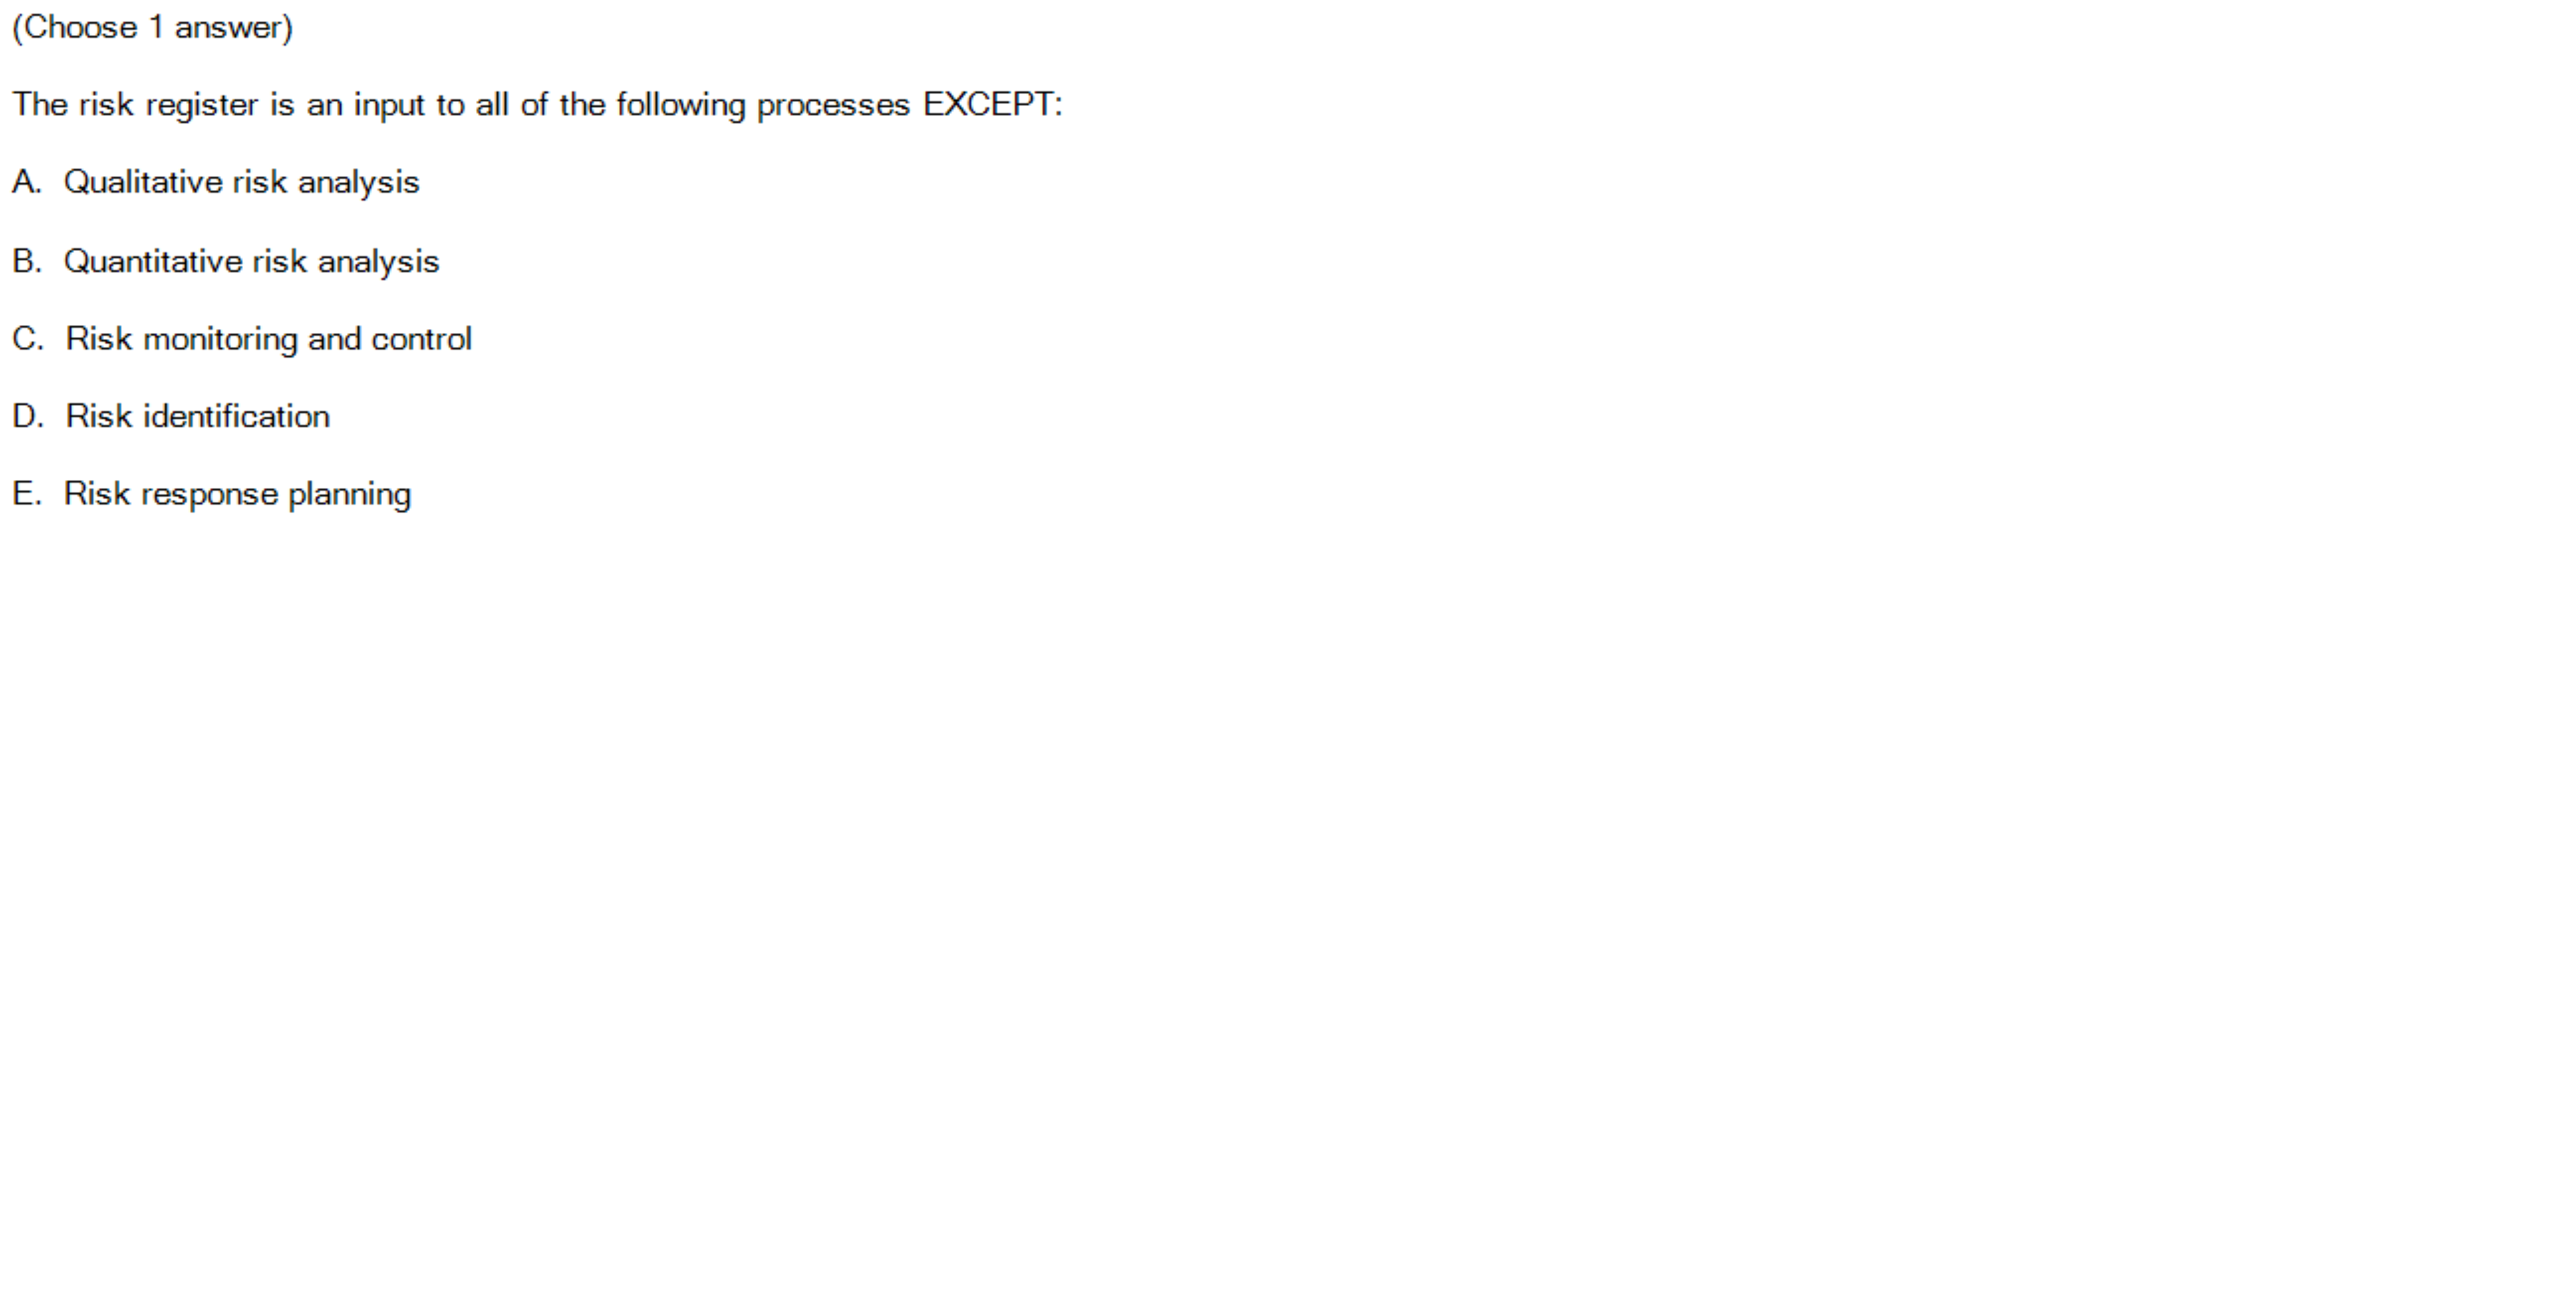 (Choose 1 answer)
The risk register is an input to all of the following processes EXCEPT:
A. Qualitative risk analysis
B. Quantitative risk analysis
C. Risk monitoring and control
D. Risk identification
E. Risk response planning